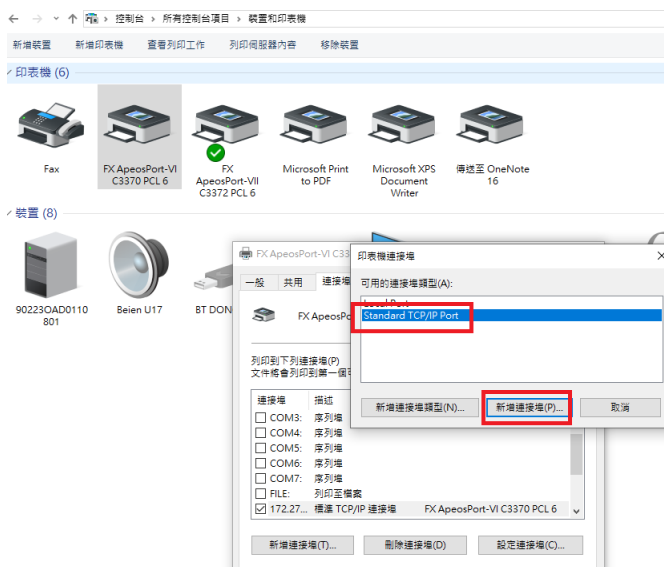 控制台 › 所有控制台項目 › 裝置和印表機
新增裝置 新增印表機 查看列印工作 列印伺服器內容 移除裝置
印表機 (6)
Fax
FX ApeosPort-VI
C3370 PCL 6
FX
ApeosPort-VII
C3372 PCL 6
Microsoft Print
to PDF
Microsoft XPS
Document
Writer
傳送至 OneNote
16
裝置 (8)
90223OAD0110
801
Beien U17
BT DON
FX ApeosPort-VI C33
一般 共用 連接埠
FX ApeosPo
列印到下列連接埠(P)
文件將會列印到第一個
連接埠 描述
COM3: 序列埠
COM4: 序列埠
COM5: 序列埠
COM6: 序列埠
COM7: 序列埠
FILE: 列印至檔案
172.27... 標準 TCP/IP 連接埠 FX ApeosPort-VI C3370 PCL 6
新增連接埠(T)... 刪除連接埠(D) 設定連接埠(C)...
印表機連接埠
可用的連接埠類型(A):
Local Port
Standard TCP/IP Port
新增連接埠類型(N)... 新增連接埠(P)... 取消